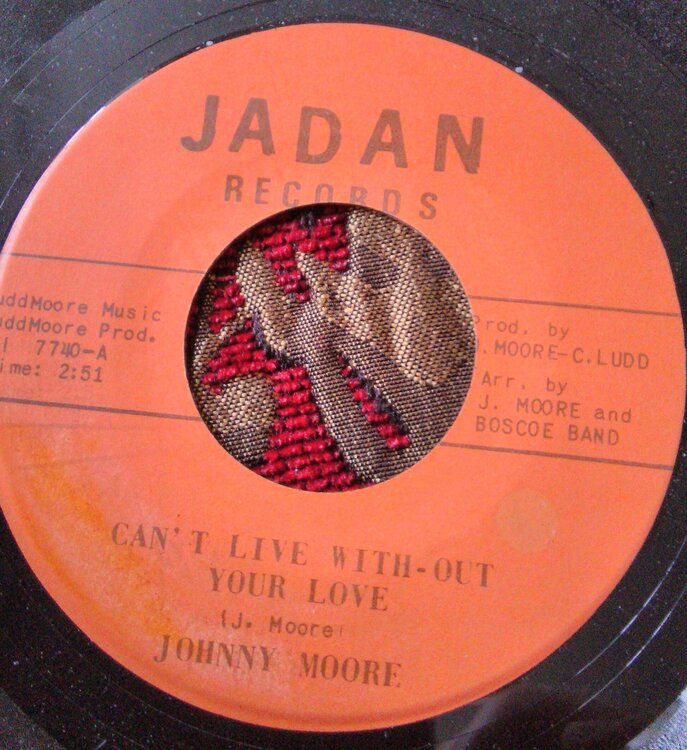 JADAN
RECORDS
uddMoore Music
uddMoore Prod.
7740-A
ime: 2:51
Prod. by
.MOORE-C.LUDD
Arr. by
J. MOORE and
BOSCOE BAND
CAN'T LIVE WITH-OUT
YOUR LOVE
(J. Moore)
JOHNNY MOORE